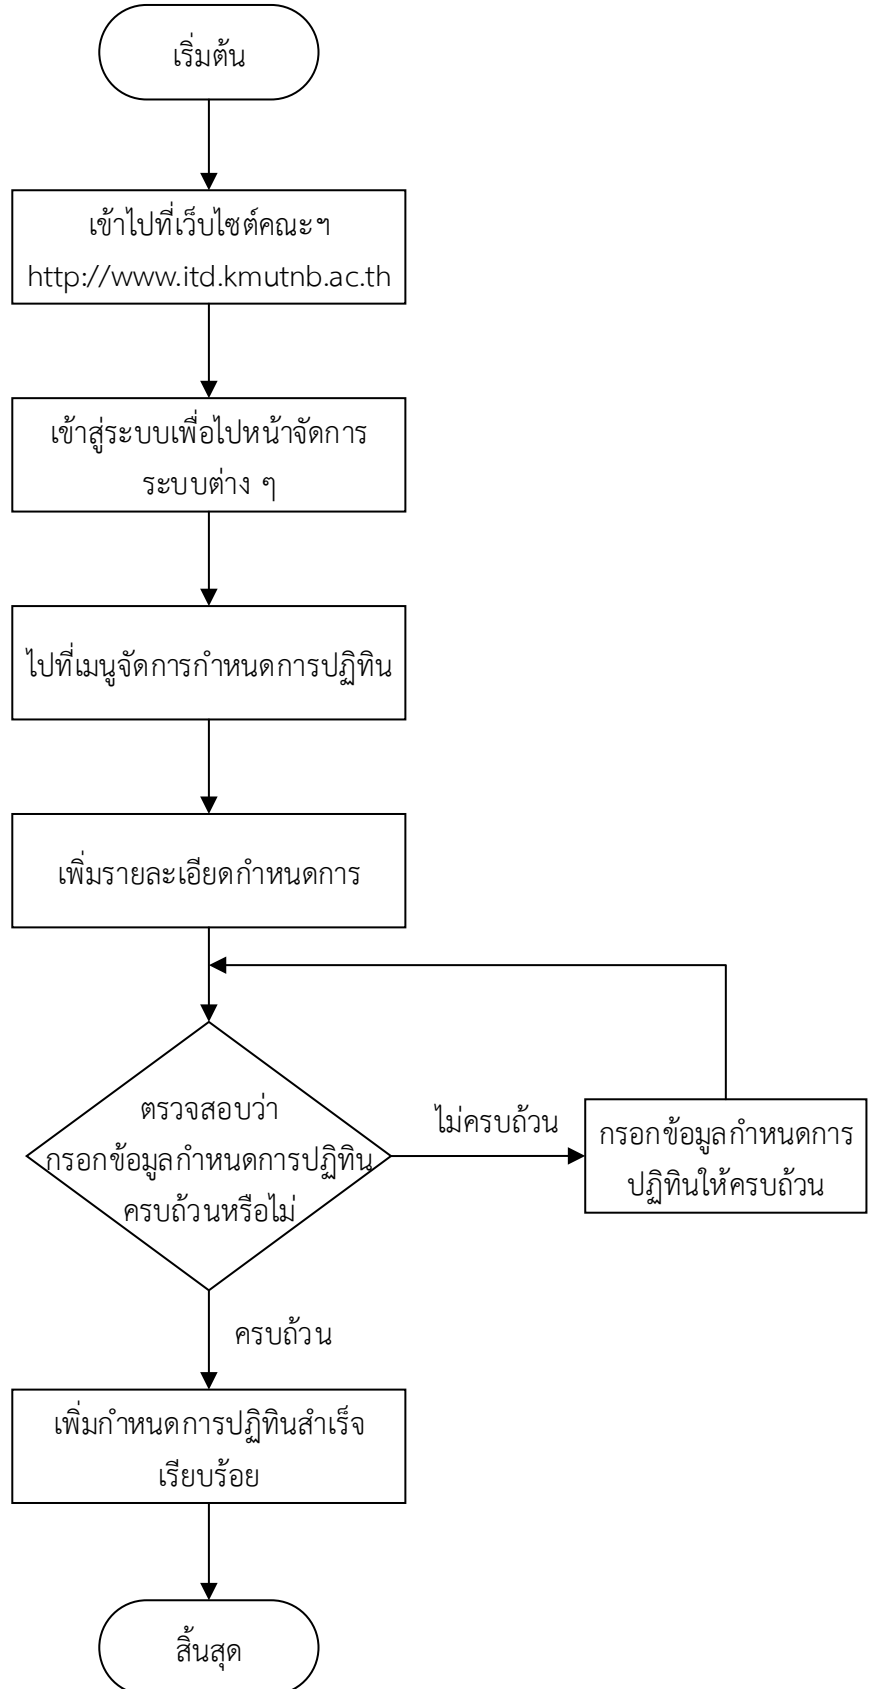 เริ่มต้น
เข้าไปที่เว็บไซต์คณะฯ
http://www.itd.kmutnb.ac.th
เข้าสู่ระบบเพื่อไปหน้าจัดการ
ระบบต่าง ๆ
ไปที่เมนูจัดการกำหนดการปฏิทิน
เพิ่มรายละเอียดกำหนดการ
ตรวจสอบว่า
กรอกข้อมูลกำหนดการปฏิทิน
ครบถ้วนหรือไม่
ไม่ครบถ้วน
กรอกข้อมูลกำหนดการ
ปฏิทินให้ครบถ้วน
ครบถ้วน
เพิ่มกำหนดการปฏิทินสำเร็จ
เรียบร้อย
สิ้นสุด